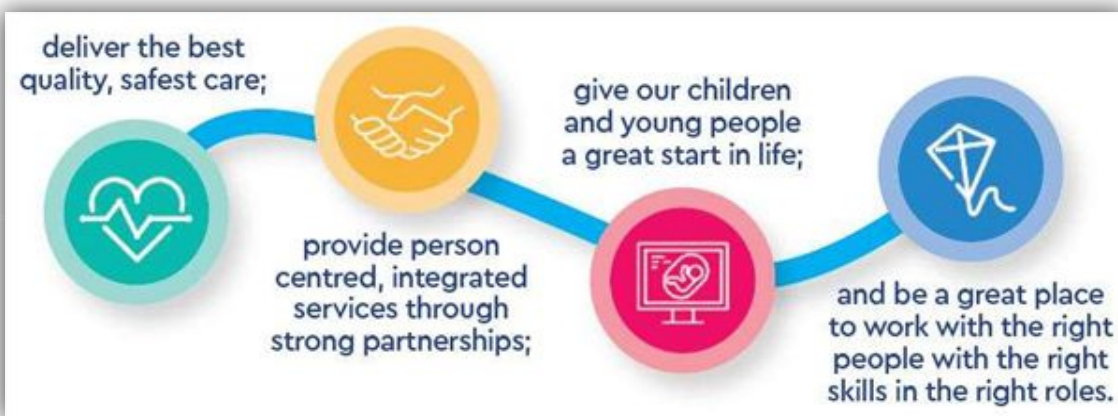 deliver the best
quality, safest care;
provide person
centred, integrated
services through
strong partnerships;
give our children
and young people
a great start in life;
and be a great place
to work with the right
people with the right
skills in the right roles.